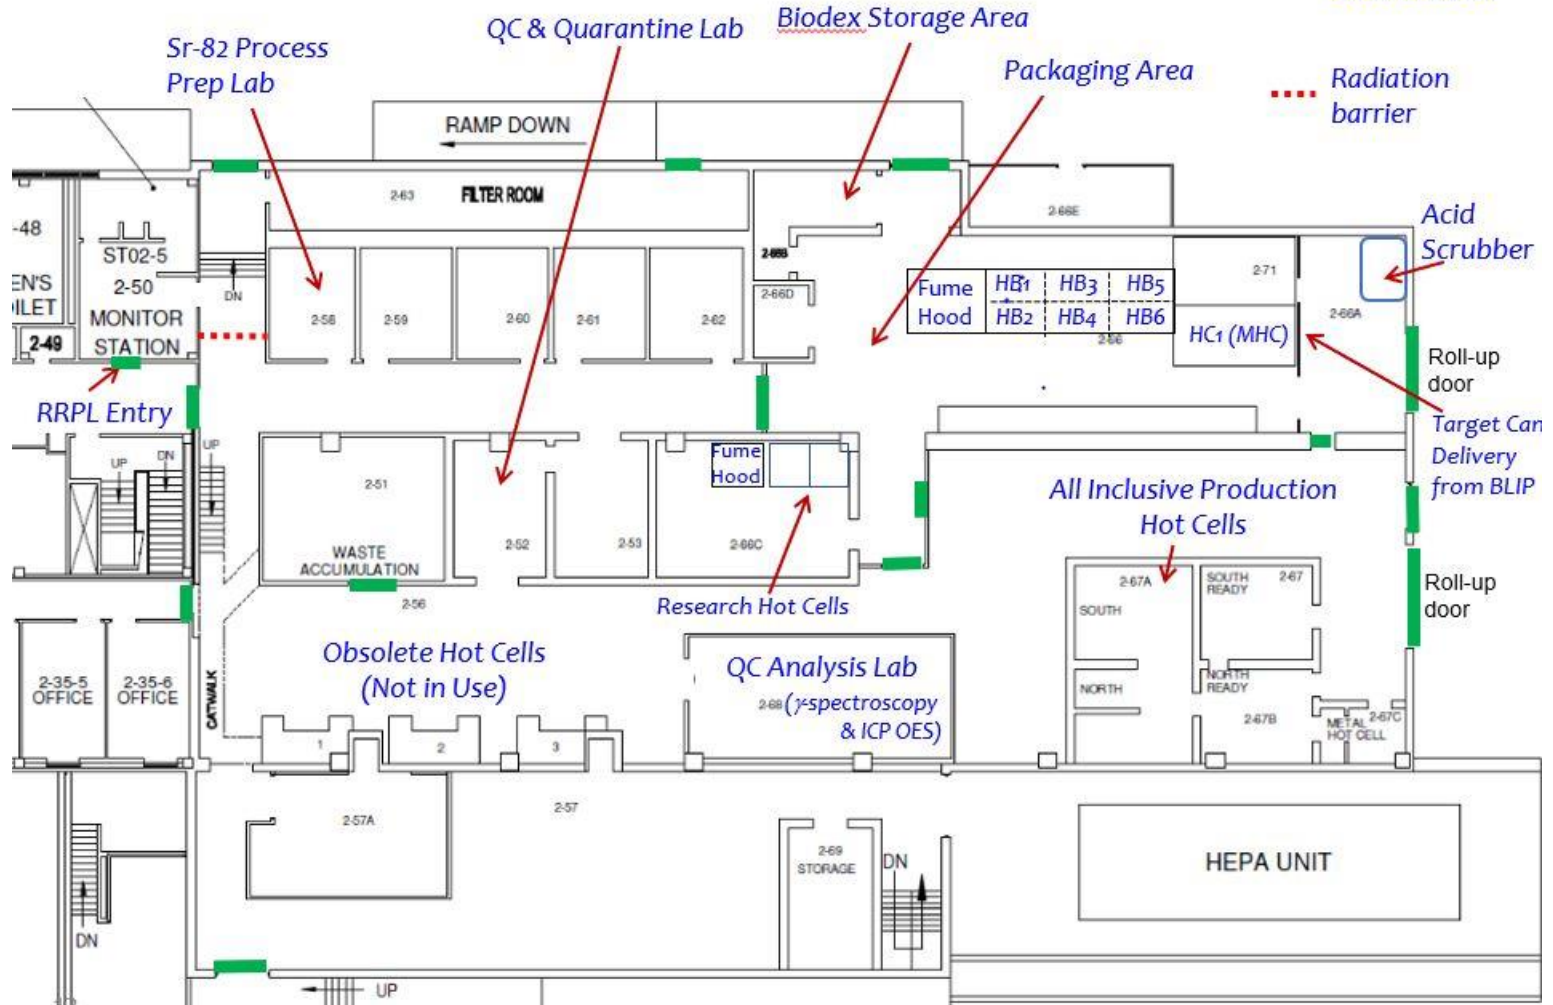 Biodex Storage Area
QC & Quarantine Lab
Sr-82 Process
Prep Lab
Packaging Area
Radiation
barrier
RAMP DOWN
2-63
FILTER ROOM
2-66E
Acid
Scrubber
-48
ST02-5
2-50
MONITOR
STATION
EN'S
ILET
2-49
DN
2-58
2-59
2-60
2-61
2-62
2-66B
2-66D
Fume
Hood
HB1
HB3
HB5
HB2
HB4
HB6
2-66
2-71
HC1 (MHC)
2-66A
Roll-up
door
RRPL Entry
Target Can
Delivery
from BLIP
UP
DN
UP
2-51
WASTE
ACCUMULATION
2-52
2-53
Fume
Hood
2-66C
All Inclusive Production
Hot Cells
Research Hot Cells
2-56
2-67A
SOUTH
SOUTH
READY
2-67
Roll-up
door
Obsolete Hot Cells
(Not in Use)
QC Analysis Lab
2-68
(γ-spectroscopy
& ICP OES)
NORTH
NORTH
READY
2-67B
METAL
HOT CELL
2-67C
2-35-5
OFFICE
2-35-6
OFFICE
CATWALK
1
2
3
2-57A
2-57
2-69
STORAGE
DN
HEPA UNIT
DN
UP